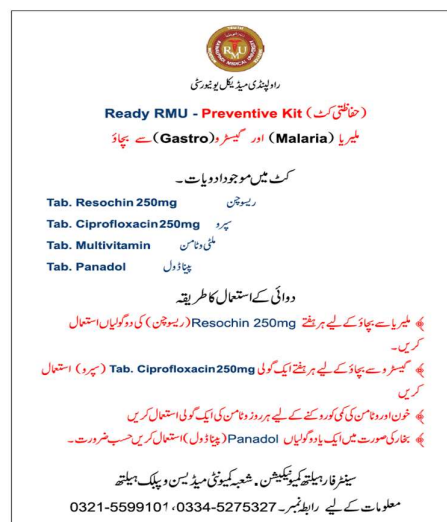 راولپنڈی میڈیکل یونیورسٹی
Ready RMU - Preventive Kit (حفاظتی کٹ)
ملیریا (Malaria) اور گیسٹرو (Gastro) سے بچاؤ
کٹ میں موجود ادویات۔
Tab. Resochin 250mg ریسوچن
Tab. Ciprofloxacin 250mg سپرو
Tab. Multivitamin ملٹی وٹامن
Tab. Panadol پیناڈول
دوائی کے استعمال کا طریقہ
ملیریا سے بچاؤ کے لیے ہر ہفتے Resochin 250mg (ریسوچن) کی دو گولیاں استعمال
کریں۔
گیسٹرو سے بچاؤ کے لیے ہر ہفتے ایک گولی Tab. Ciprofloxacin 250mg (سپرو) استعمال
کریں
خون اور وٹامن کی کمی کو روکنے کے لیے ہر روز وٹامن کی ایک گولی استعمال کریں
بخار کی صورت میں ایک یا دو گولیاں Panadol (پیناڈول) استعمال کریں حسب ضرورت۔
سینٹر فار ہیلتھ کمیونیکیشن۔ شعبہ کمیونٹی میڈیسن و پبلک ہیلتھ
معلومات کے لیے رابطہ نمبر۔ 0334-5275327، 0321-5599101